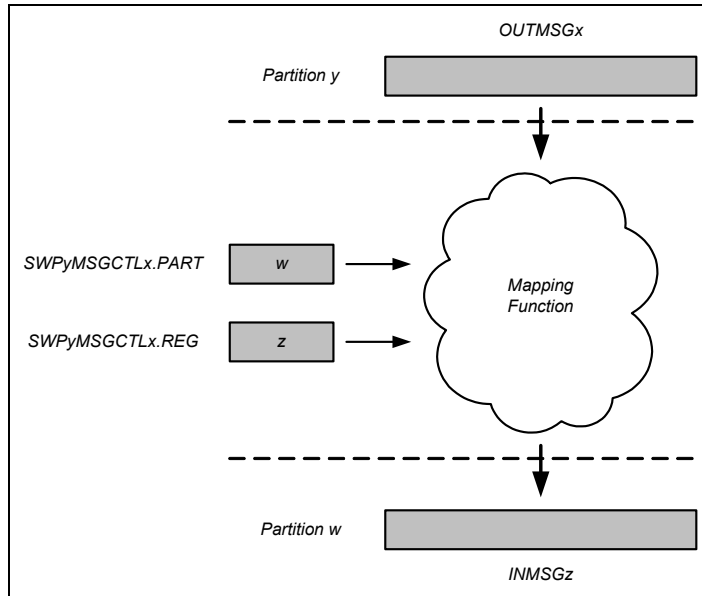 OUTMSGx
Partition y
SWPyMSGCTLx.PART
w
Mapping
Function
SWPyMSGCTLx.REG
z
Partition w
INMSGz